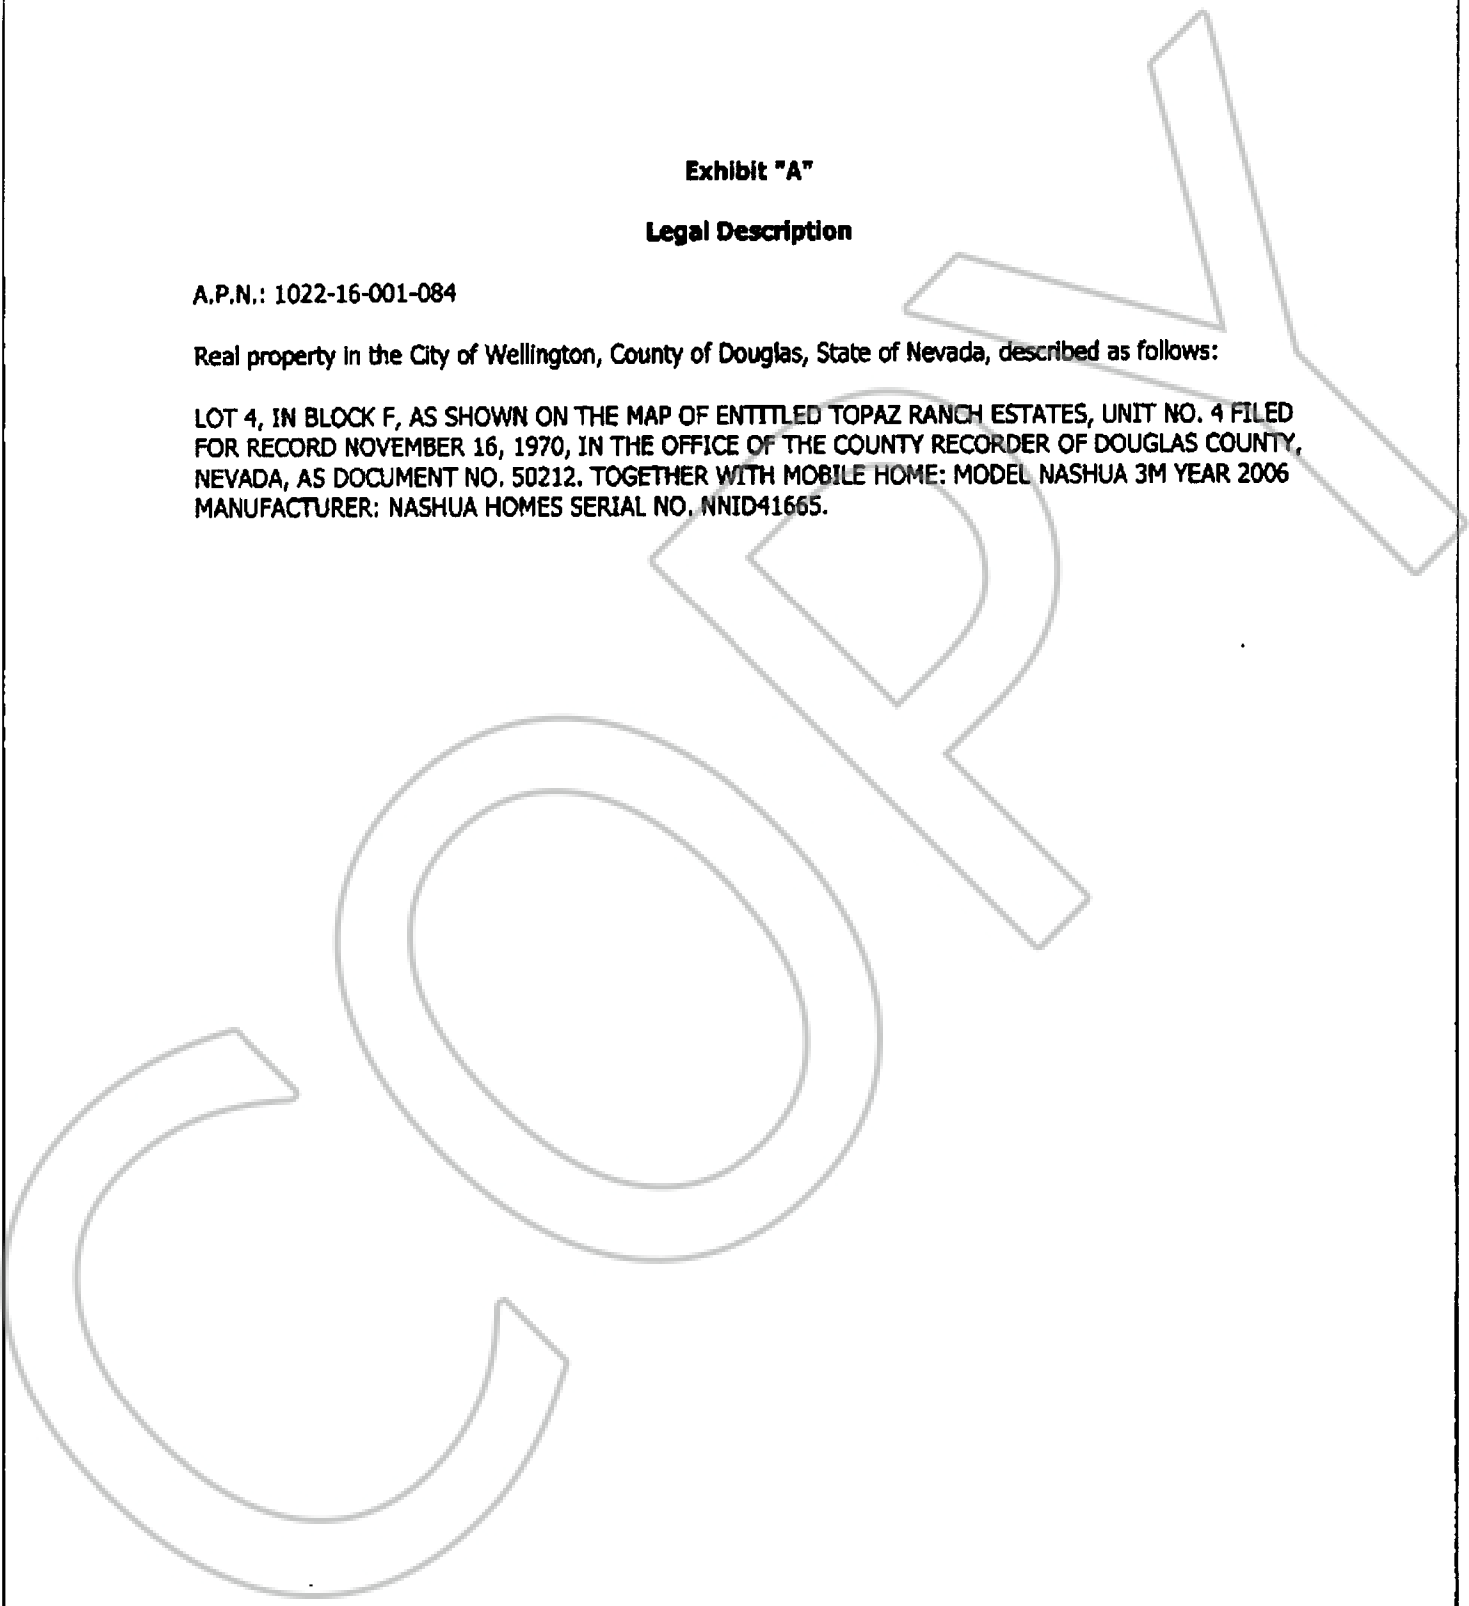 Exhibit "A"
Legal Description
A.P.N.: 1022-16-001-084
Real property in the City of Wellington, County of Douglas, State of Nevada, described as follows:
LOT 4, IN BLOCK F, AS SHOWN ON THE MAP OF ENTITLED TOPAZ RANCH ESTATES, UNIT NO. 4 FILED
FOR RECORD NOVEMBER 16, 1970, IN THE OFFICE OF THE COUNTY RECORDER OF DOUGLAS COUNTY,
NEVADA, AS DOCUMENT NO. 50212. TOGETHER WITH MOBILE HOME: MODEL NASHUA 3M YEAR 2006
MANUFACTURER: NASHUA HOMES SERIAL NO. NNID41665.
COPY